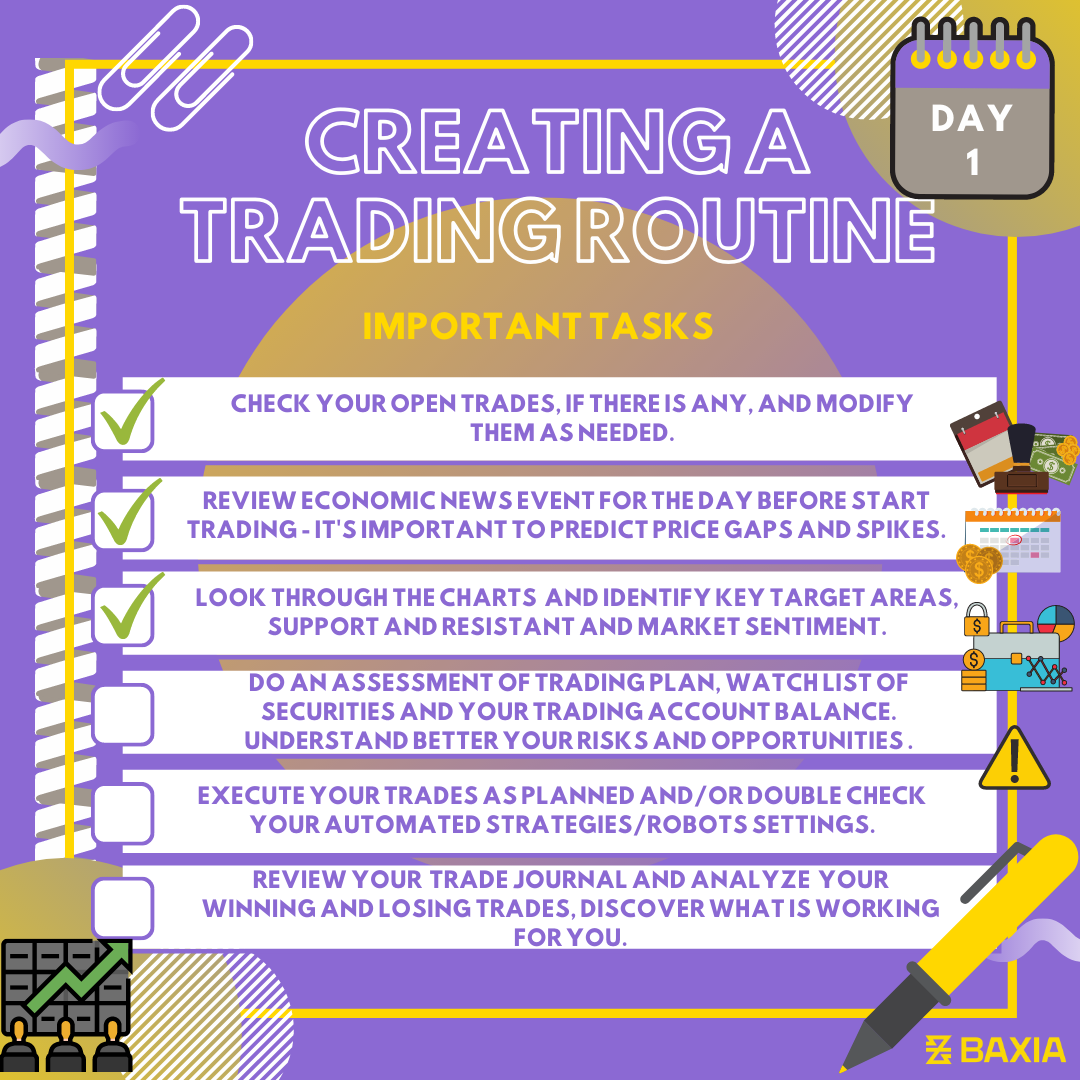 DAY
1
CREATING A
TRADING ROUTINE
IMPORTANT TASKS
CHECK YOUR OPEN TRADES, IF THERE IS ANY, AND MODIFY
THEM AS NEEDED.
REVIEW ECONOMIC NEWS EVENT FOR THE DAY BEFORE START
TRADING - IT'S IMPORTANT TO PREDICT PRICE GAPS AND SPIKES.
LOOK THROUGH THE CHARTS AND IDENTIFY KEY TARGET AREAS,
SUPPORT AND RESISTANT AND MARKET SENTIMENT.
DO AN ASSESSMENT OF TRADING PLAN, WATCH LIST OF
SECURITIES AND YOUR TRADING ACCOUNT BALANCE.
UNDERSTAND BETTER YOUR RISKS AND OPPORTUNITIES .
EXECUTE YOUR TRADES AS PLANNED AND/OR DOUBLE CHECK
YOUR AUTOMATED STRATEGIES/ROBOTS SETTINGS.
REVIEW YOUR TRADE JOURNAL AND ANALYZE YOUR
WINNING AND LOSING TRADES, DISCOVER WHAT IS WORKING
FOR YOU.
BAXIA